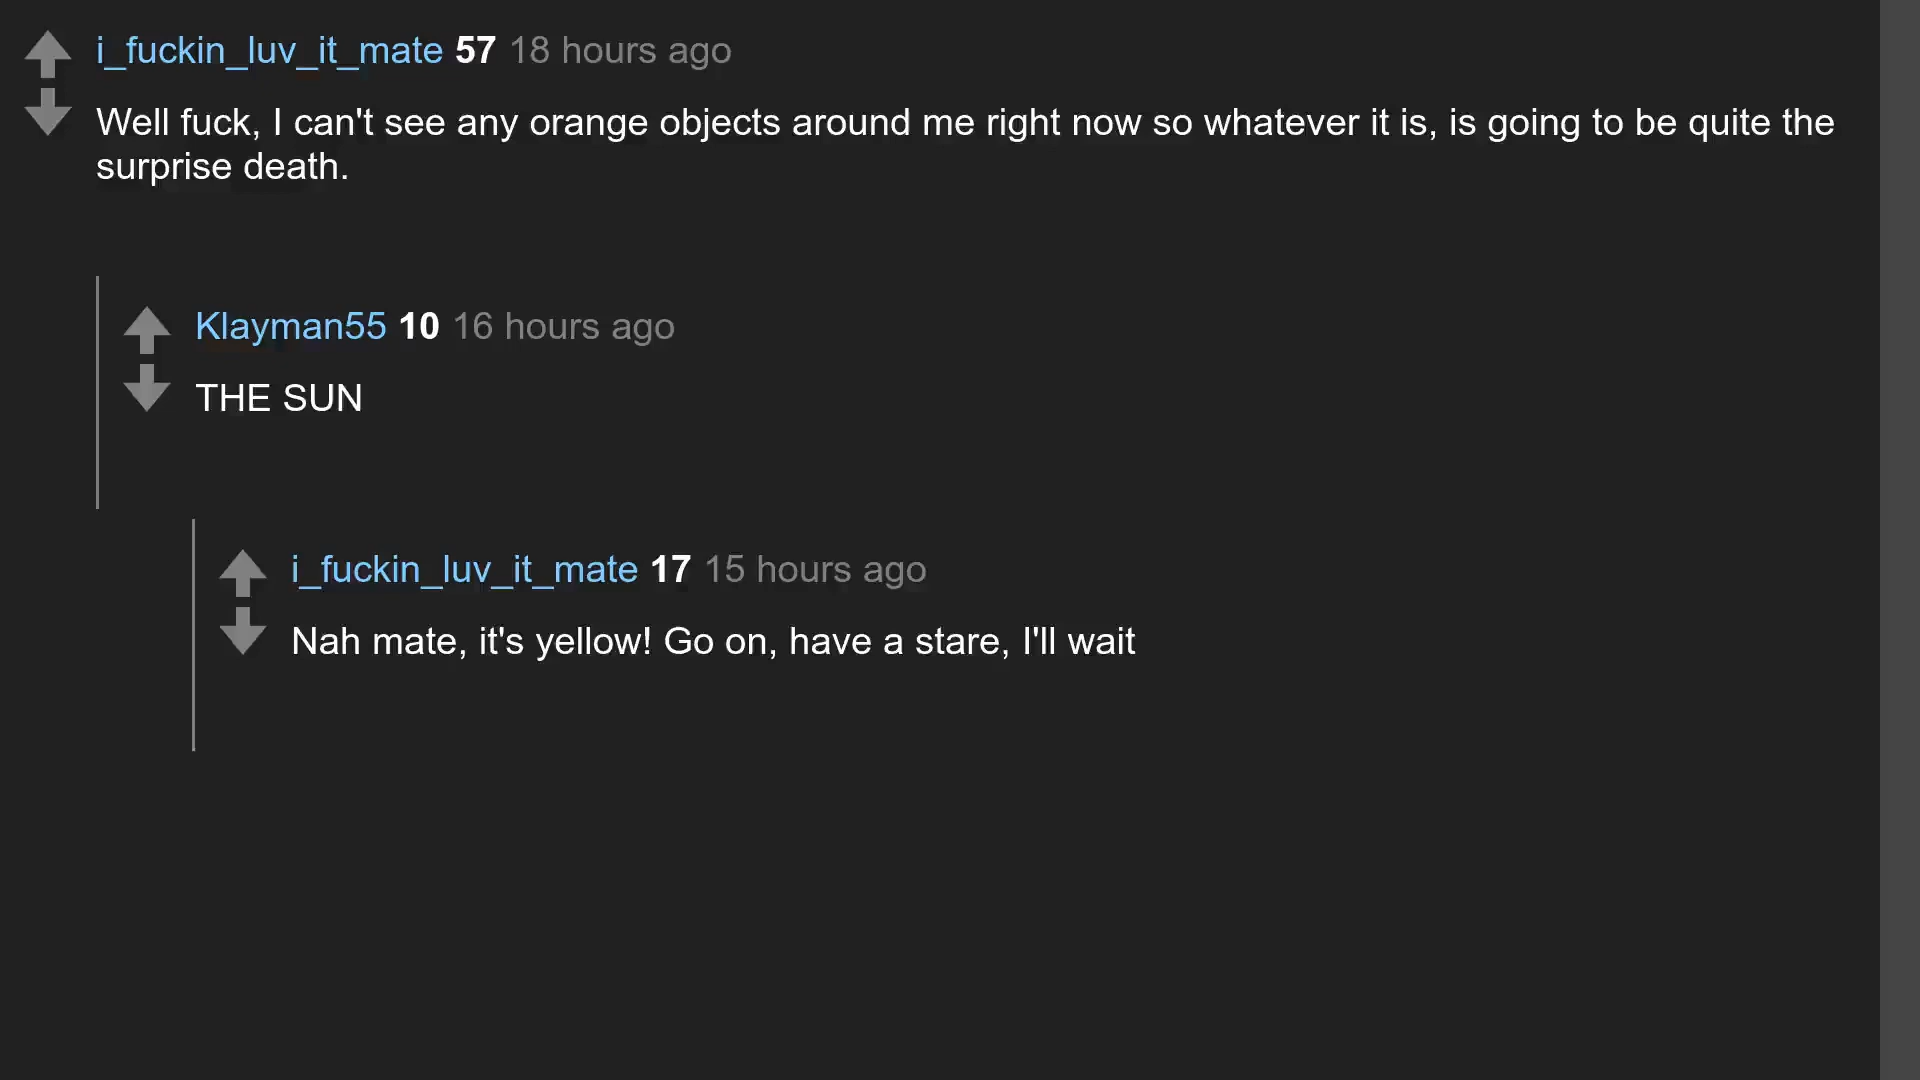 i_fuckin_luv_it_mate 57 18 hours ago
Well fuck, I can't see any orange objects around me right now so whatever it is, is going to be quite the
surprise death.
Klayman55 10 16 hours ago
THE SUN
i_fuckin_luv_it_mate 17 15 hours ago
Nah mate, it's yellow! Go on, have a stare, I'll wait